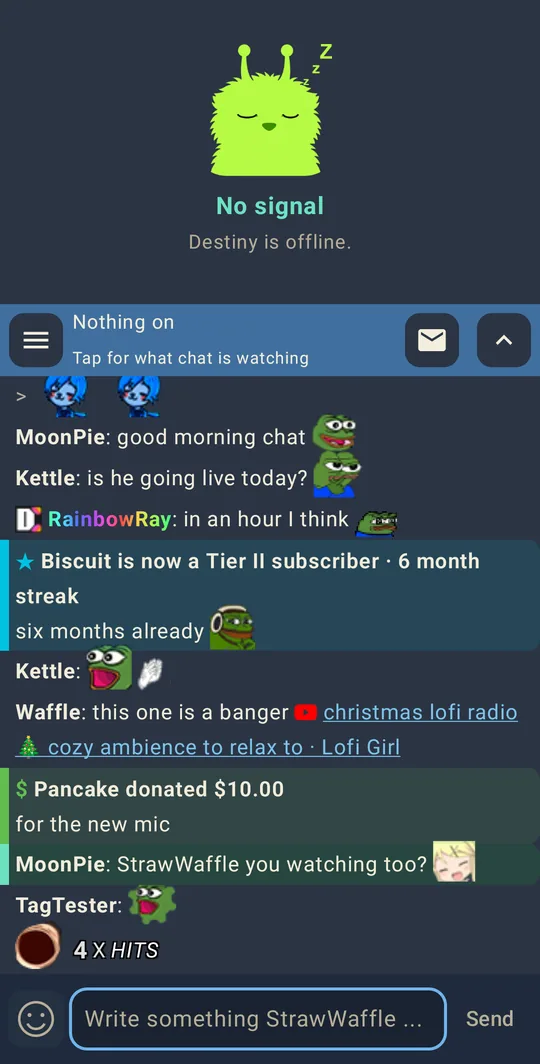 z
z
Z
No signal
Destiny is offline.
Nothing on
Tap for what chat is watching
>
MoonPie: good morning chat
Kettle: is he going live today?
D RainbowRay: in an hour I think
★ Biscuit is now a Tier II subscriber · 6 month
streak
six months already
Kettle:
Waffle: this one is a banger christmas lofi radio
🎄 cozy ambience to relax to · Lofi Girl
$ Pancake donated $10.00
for the new mic
MoonPie: StrawWaffle you watching too?
TagTester:
4 X HITS
Write something StrawWaffle ...
Send